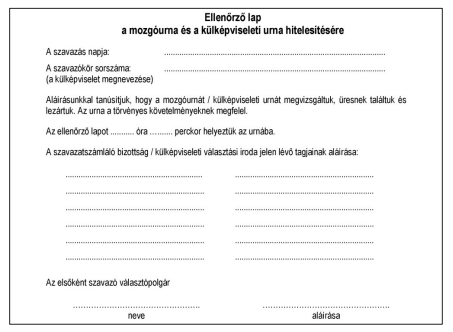 Ellenőrző lap
a mozgóurna és a külképviseleti urna hitelesítésére
A szavazás napja: ........................................................................................................
A szavazókör sorszáma: ........................................................................................................
(a külképviselet megnevezése)
Aláírásunkkal tanúsítjuk, hogy a mozgóurnát / külképviseleti urnát megvizsgáltuk, üresnek találtuk és
lezártuk. Az urna a törvényes követelményeknek megfelel.
Az ellenőrző lapot ........... óra ........... perckor helyeztük az urnába.
A szavazatszámláló bizottság / külképviseleti választási iroda jelen lévő tagjainak aláírása:
................................................................ ................................................................
................................................................ ................................................................
................................................................ ................................................................
................................................................ ................................................................
................................................................ ................................................................
................................................................ ................................................................
Az elsőként szavazó választópolgár
................................................ ................................................
neve aláírása